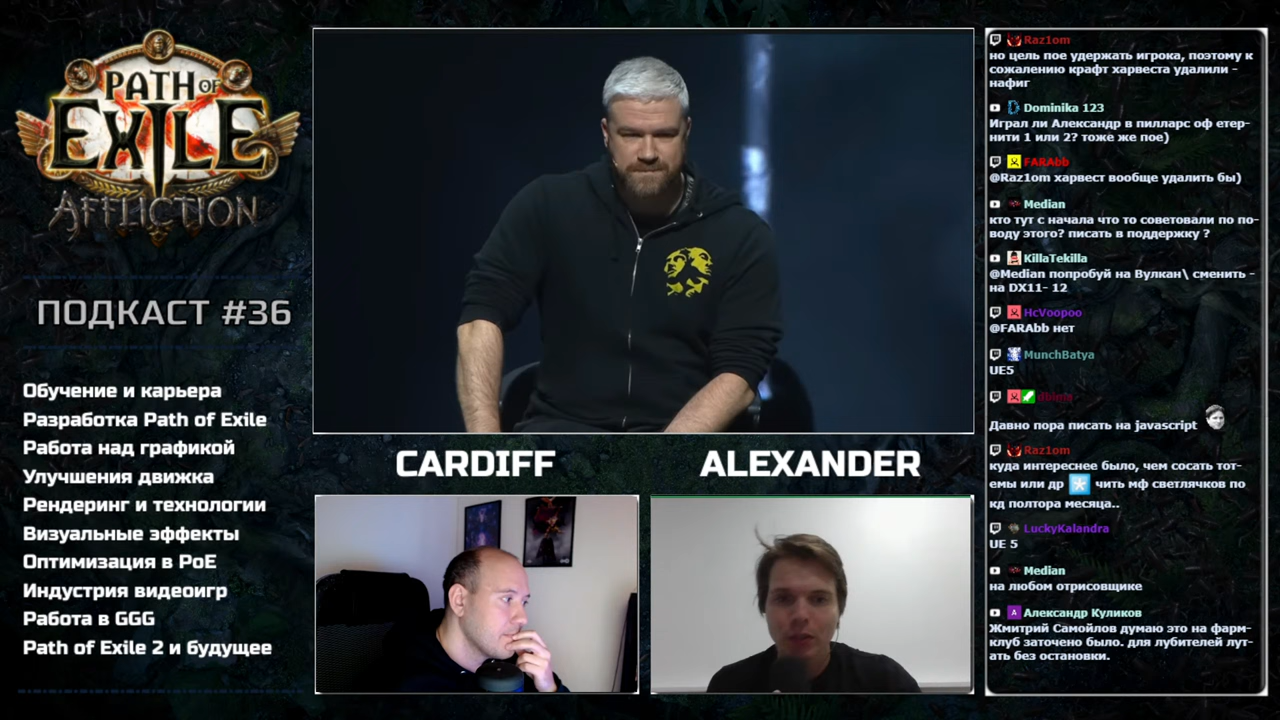 PATH OF
EXILE
AFFLICTION
ПОДКАСТ #36
Обучение и карьера
Разработка Path of Exile
Работа над графикой
Улучшения движка
Рендеринг и технологии
Визуальные эффекты
Оптимизация в PoE
Индустрия видеоигр
Работа в GGG
Path of Exile 2 и будущее
CARDIFF
ALEXANDER
Raz1om
но цель пое удержать игрока, поэтому к
сожалению крафт харвеста удалили -
нафиг
Dominika 123
Играл ли Александр в пилларс оф етер-
нити 1 или 2? тоже же пое)
FARAbb
@Raz1om харвест вообще удалить бы)
Median
кто тут с начала что то советовали по по-
воду этого? писать в поддержку ?
KillaTekilla
@Median попробуй на Вулкан\ сменить -
на DX11- 12
HcVoopoo
@FARAbb нет
MunchBatya
UE5
Давно пора писать на javascript
Raz1om
куда интереснее было, чем сосать тот-
емы или др чить мф светлячков по
кд полтора месяца..
LuckyKalandra
UE 5
Median
на любом отрисовщике
А Александр Куликов
Жмитрий Самойлов думаю это на фарм-
клуб заточено было. для лубителей лут-
ать без остановки.